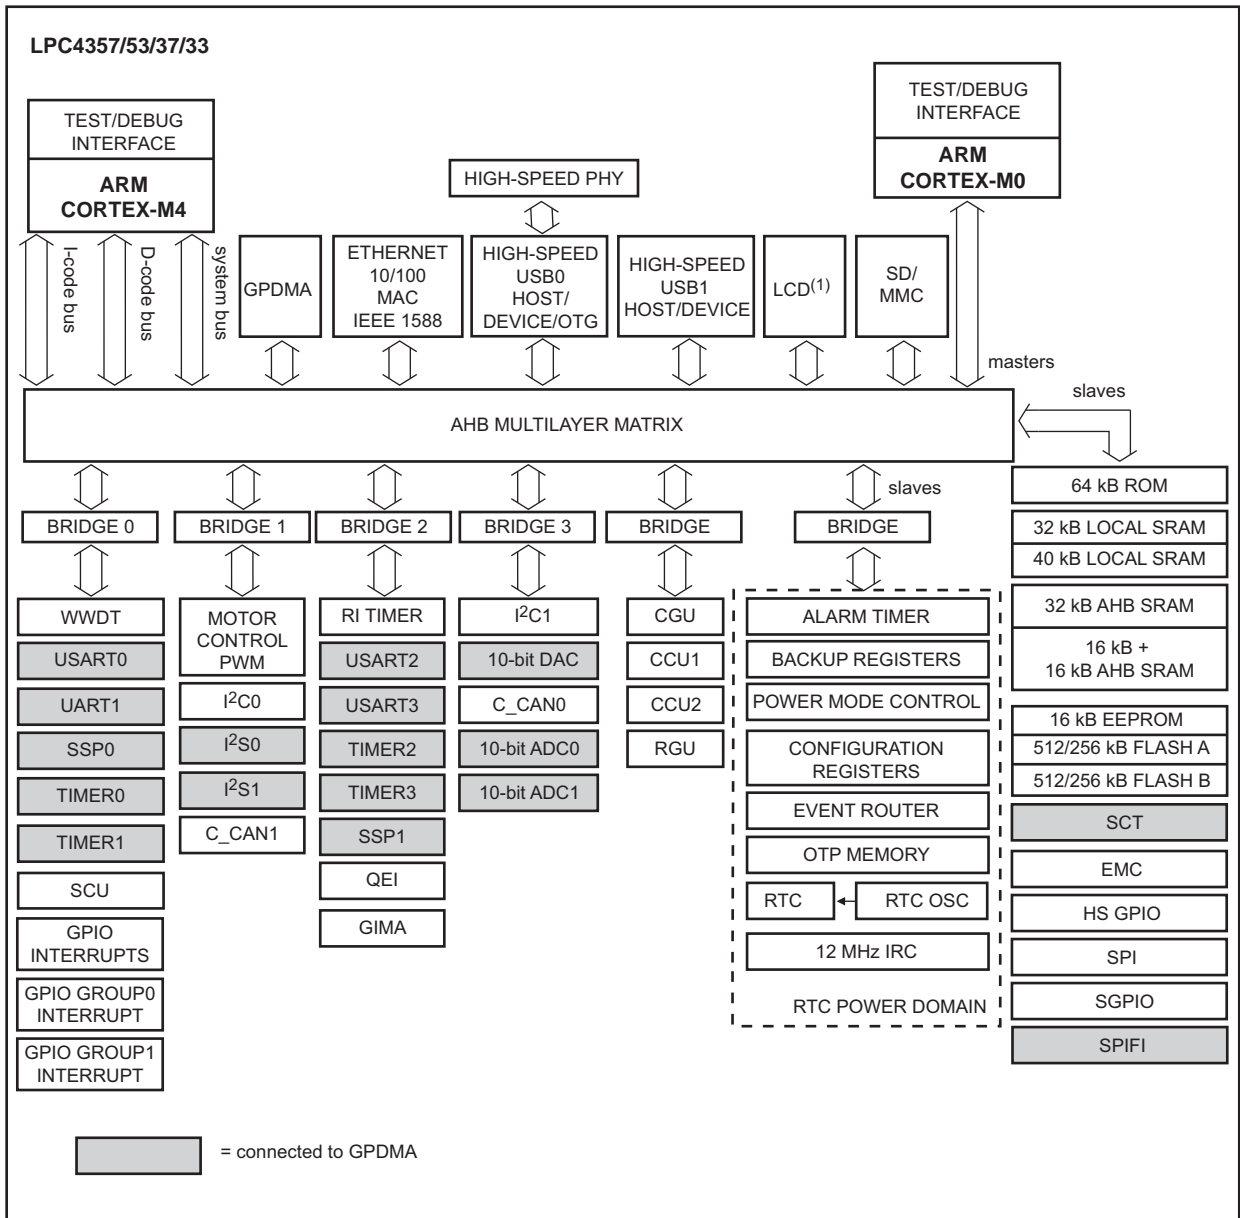 LPC4357/53/37/33
TEST/DEBUG
INTERFACE
ARM
CORTEX-M4
TEST/DEBUG
INTERFACE
ARM
CORTEX-M0
HIGH-SPEED PHY
I-code bus
D-code bus
system bus
GPDMA
ETHERNET
10/100
MAC
IEEE 1588
HIGH-SPEED
USB0
HOST/
DEVICE/OTG
HIGH-SPEED
USB1
HOST/DEVICE
LCD(1)
SD/
MMC
masters
slaves
AHB MULTILAYER MATRIX
slaves
BRIDGE 0
BRIDGE 1
BRIDGE 2
BRIDGE 3
BRIDGE
BRIDGE
WWDT
USART0
UART1
SSP0
TIMER0
TIMER1
SCU
GPIO
INTERRUPTS
GPIO GROUP0
INTERRUPT
GPIO GROUP1
INTERRUPT
MOTOR
CONTROL
PWM
I2C0
I2S0
I2S1
C_CAN1
RI TIMER
USART2
USART3
TIMER2
TIMER3
SSP1
QEI
GIMA
I2C1
10-bit DAC
C_CAN0
10-bit ADC0
10-bit ADC1
CGU
CCU1
CCU2
RGU
ALARM TIMER
BACKUP REGISTERS
POWER MODE CONTROL
CONFIGURATION
REGISTERS
EVENT ROUTER
OTP MEMORY
RTC
RTC OSC
12 MHz IRC
RTC POWER DOMAIN
64 kB ROM
32 kB LOCAL SRAM
40 kB LOCAL SRAM
32 kB AHB SRAM
16 kB +
16 kB AHB SRAM
16 kB EEPROM
512/256 kB FLASH A
512/256 kB FLASH B
SCT
EMC
HS GPIO
SPI
SGPIO
SPIFI
= connected to GPDMA